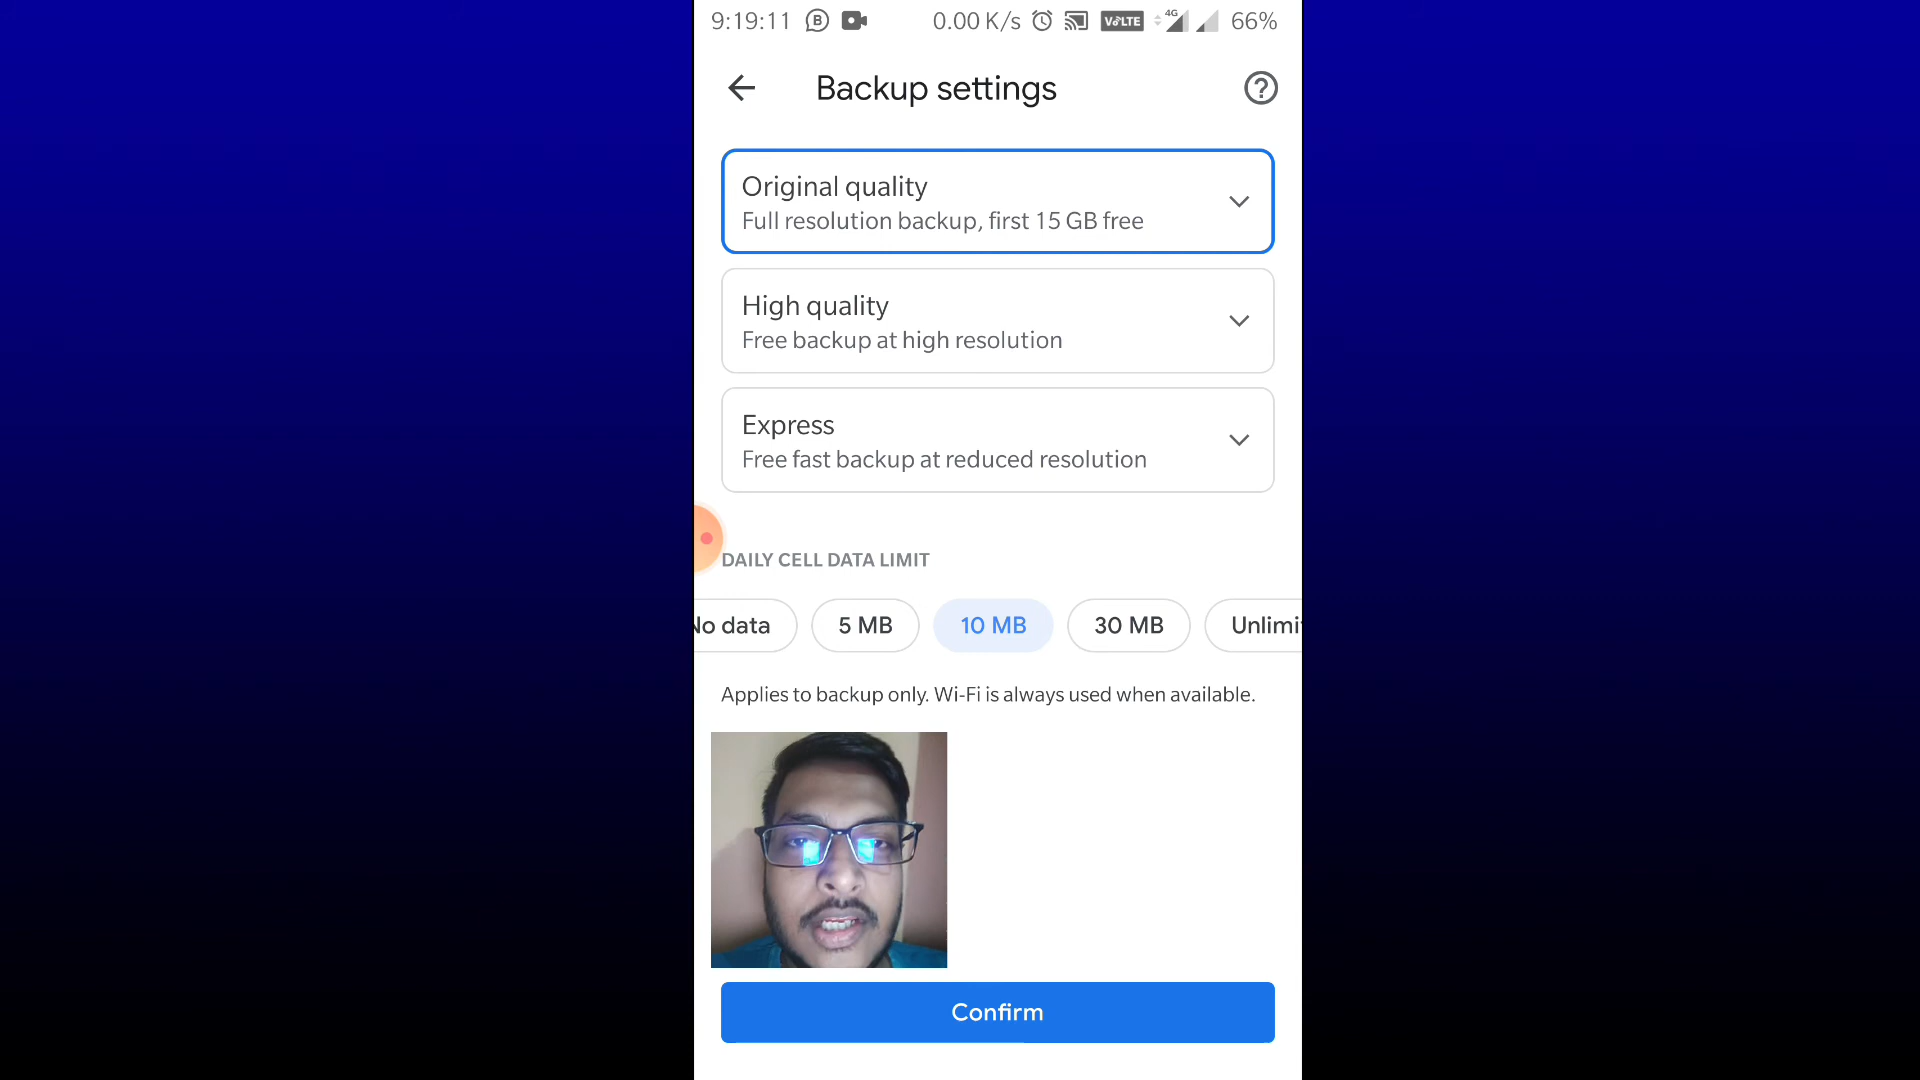 9:19:11 B 0.00 K/s VoLTE 4G 66%
Backup settings
Original quality
Full resolution backup, first 15 GB free
High quality
Free backup at high resolution
Express
Free fast backup at reduced resolution
DAILY CELL DATA LIMIT
No data 5 MB 10 MB 30 MB Unlimi
Applies to backup only. Wi-Fi is always used when available.
Confirm